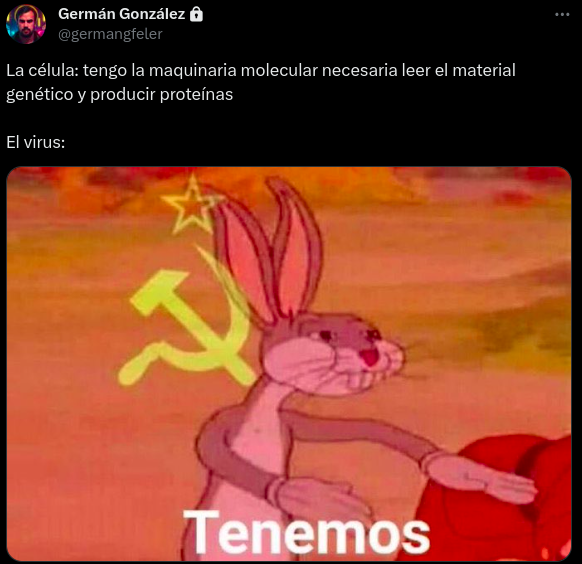 Germán González
@germangfeler
La célula: tengo la maquinaria molecular necesaria leer el material
genético y producir proteínas
El virus:
Tenemos